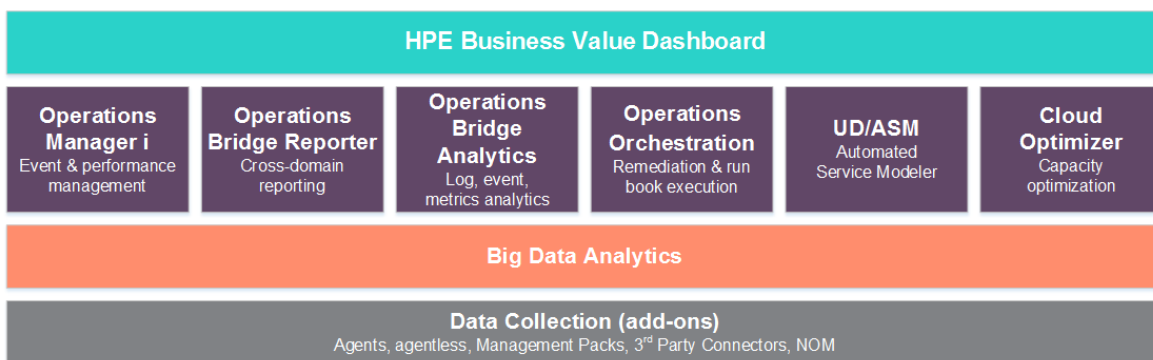 HPE Business Value Dashboard
Operations
Manager i
Event & performance
management
Operations
Bridge Reporter
Cross-domain
reporting
Operations
Bridge
Analytics
Log, event,
metrics analytics
Operations
Orchestration
Remediation & run
book execution
UD/ASM
Automated
Service Modeler
Cloud
Optimizer
Capacity
optimization
Big Data Analytics
Data Collection (add-ons)
Agents, agentless, Management Packs, 3rd Party Connectors, NOM